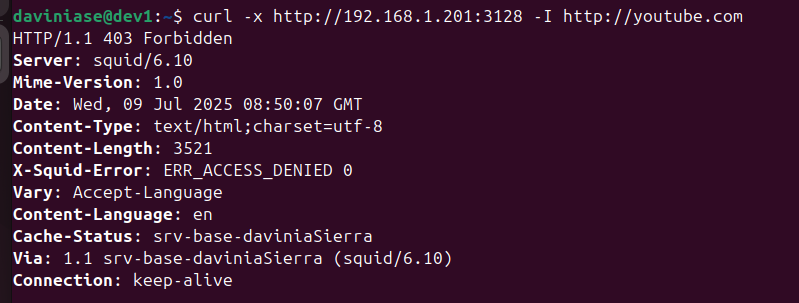 daviniase@dev1:~$ curl -x http://192.168.1.201:3128 -I http://youtube.com
HTTP/1.1 403 Forbidden
Server: squid/6.10
Mime-Version: 1.0
Date: Wed, 09 Jul 2025 08:50:07 GMT
Content-Type: text/html;charset=utf-8
Content-Length: 3521
X-Squid-Error: ERR_ACCESS_DENIED 0
Vary: Accept-Language
Content-Language: en
Cache-Status: srv-base-daviniaSierra
Via: 1.1 srv-base-daviniaSierra (squid/6.10)
Connection: keep-alive